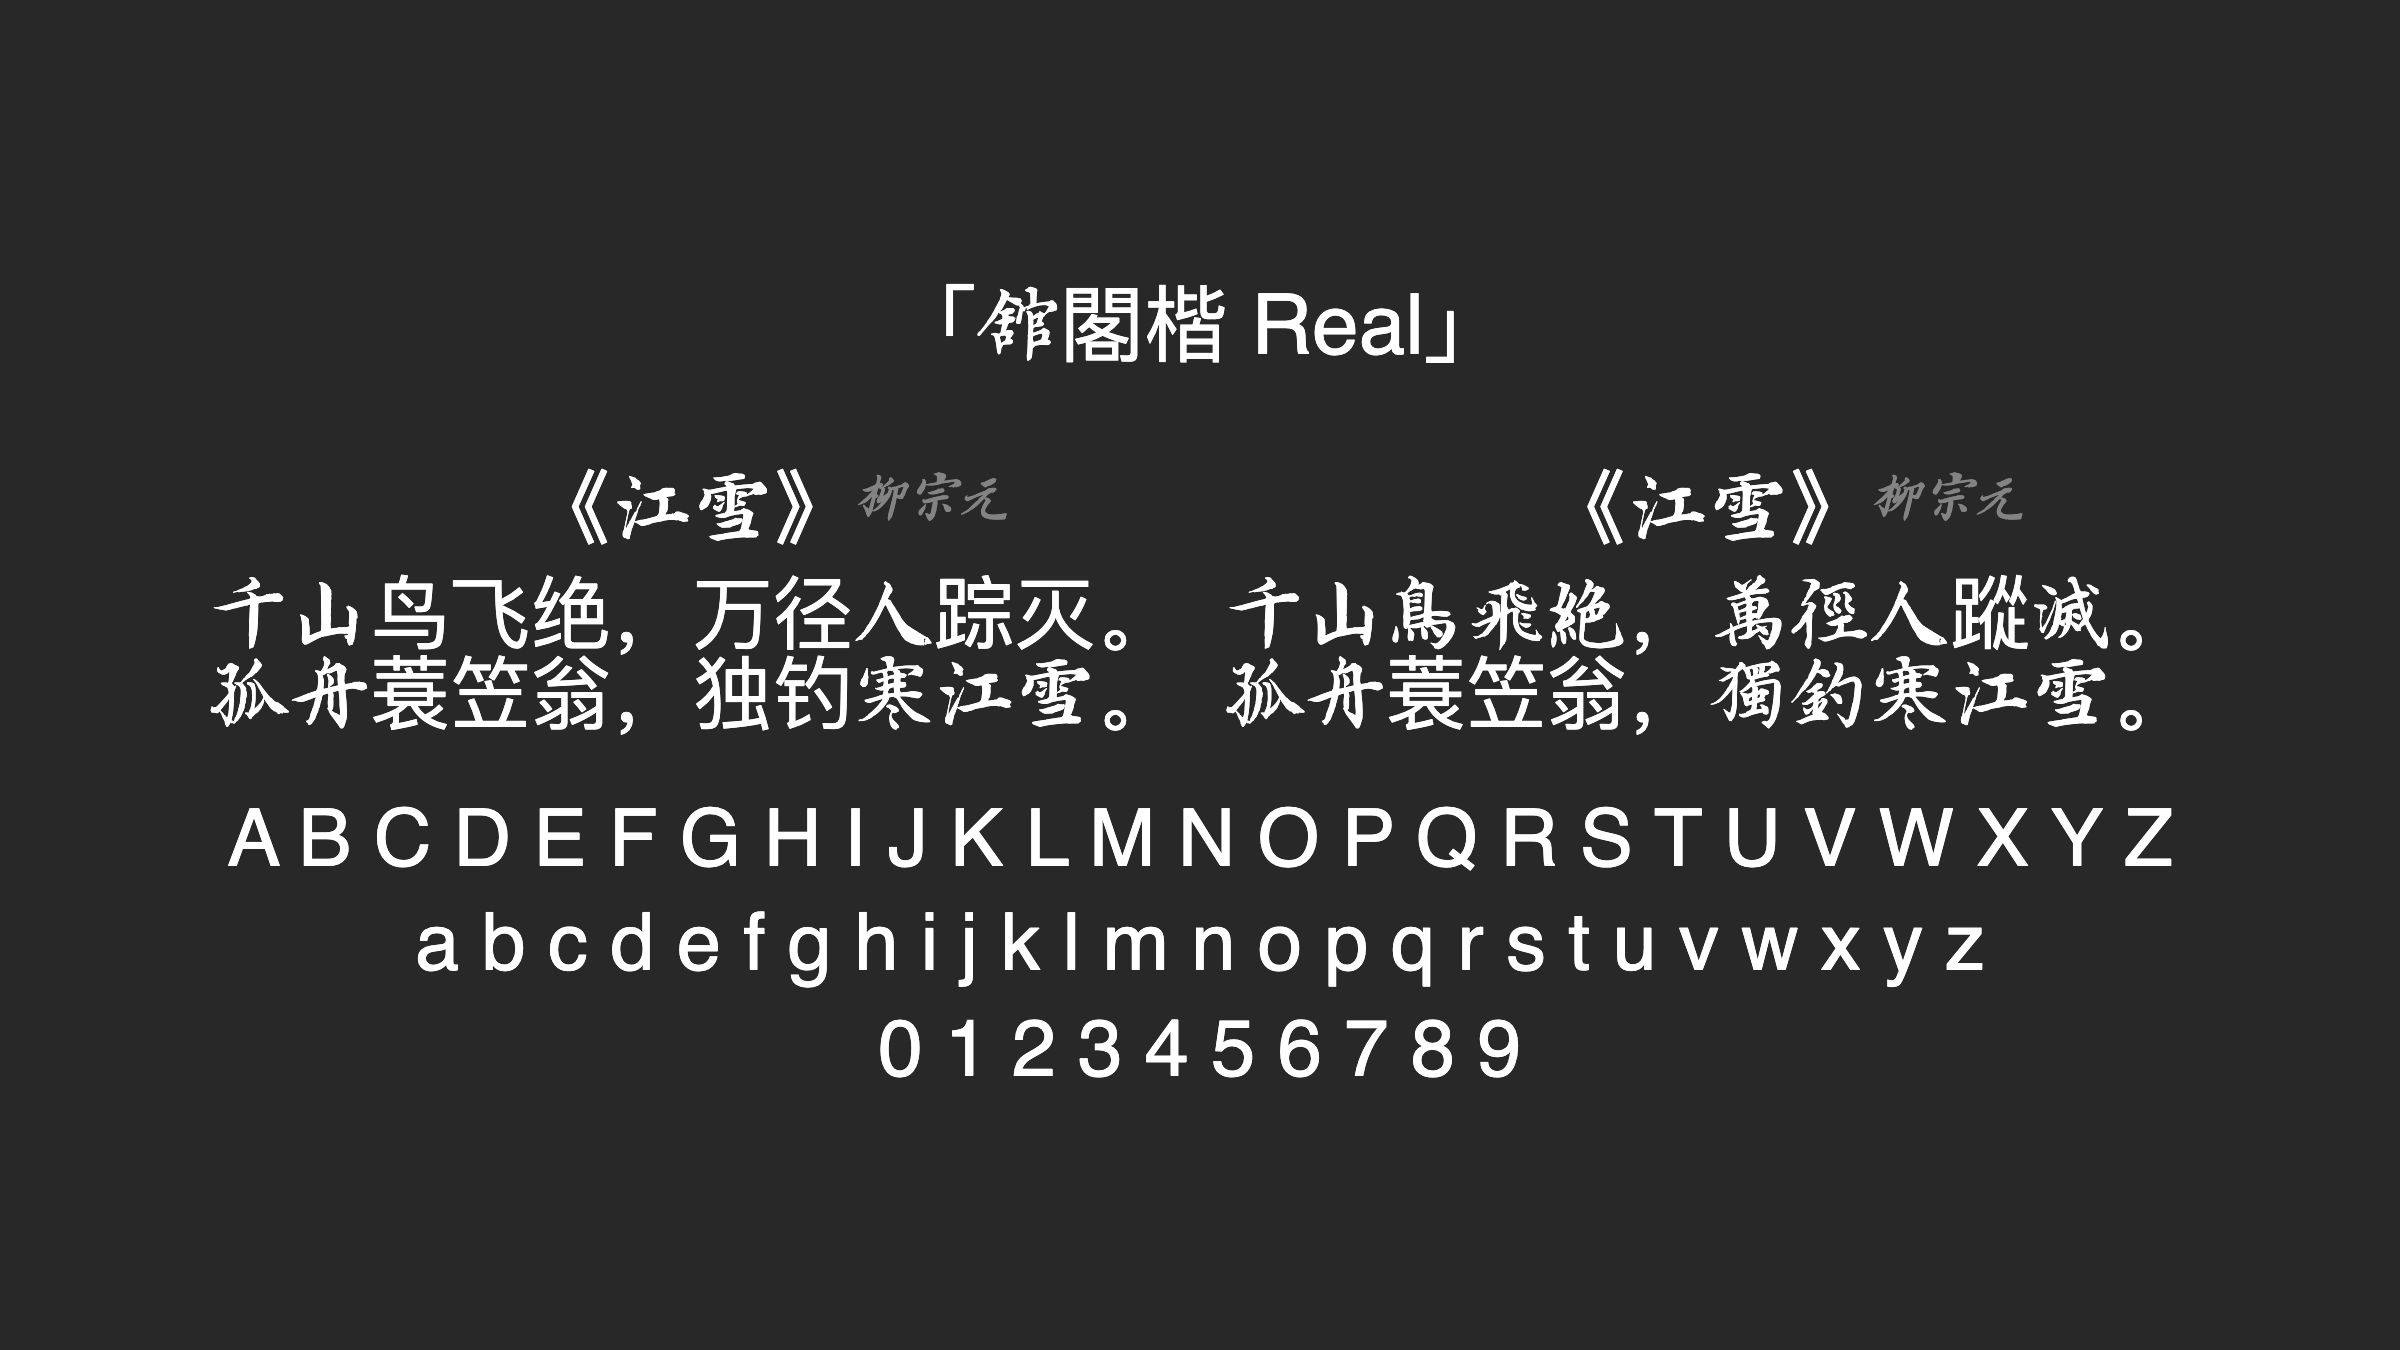 「舘閣楷 Real」
《江雪》 柳宗元
千山鸟飞绝，万径人踪灭。
孤舟蓑笠翁，独钓寒江雪。
《江雪》 柳宗元
千山鳥飛絶，萬徑人蹤滅。
孤舟蓑笠翁，獨釣寒江雪。
A B C D E F G H I J K L M N O P Q R S T U V W X Y Z
a b c d e f g h i j k l m n o p q r s t u v w x y z
0 1 2 3 4 5 6 7 8 9